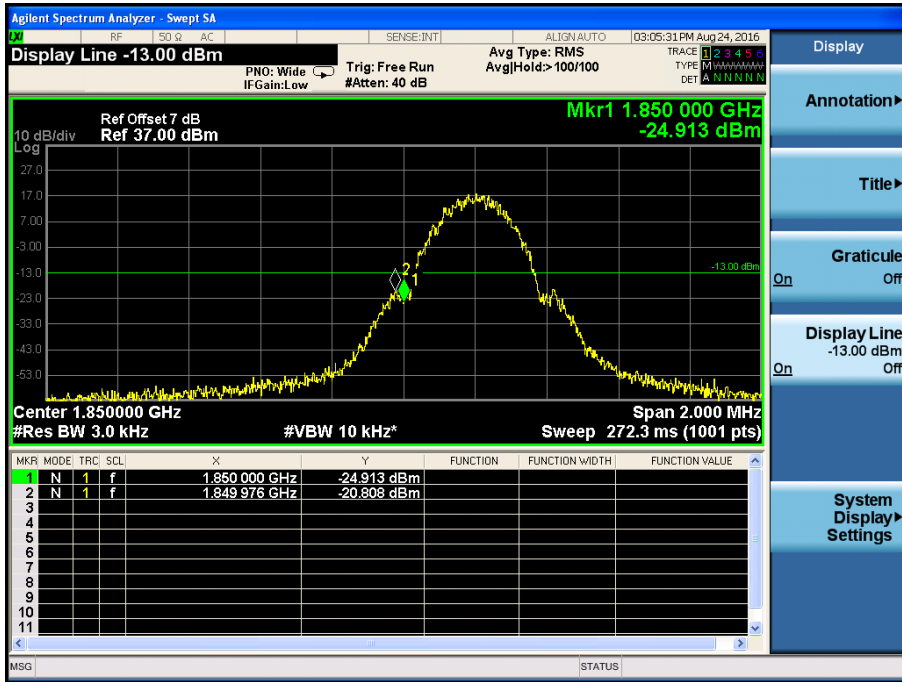 Agilent Spectrum Analyzer - Swept SA
LXI RF 50 Ω AC SENSE:INT ALIGN AUTO 03:05:31 PM Aug 24, 2016
Display Line -13.00 dBm
PNO: Wide
IFGain:Low
Trig: Free Run
#Atten: 40 dB
Avg Type: RMS
Avg|Hold:> 100/100
TRACE 1 2 3 4 5 6
TYPE M WWWWW
DET A N N N N N
Mkr1 1.850 000 GHz
-24.913 dBm
Ref Offset 7 dB
10 dB/div Ref 37.00 dBm
Log
27.0
17.0
7.00
-3.00
-13.0
-23.0
-33.0
-43.0
-53.0
2
1
-13.00 dBm
Center 1.850000 GHz Span 2.000 MHz
#Res BW 3.0 kHz #VBW 10 kHz* Sweep 272.3 ms (1001 pts)
MKR MODE TRC SCL X Y FUNCTION FUNCTION WIDTH FUNCTION VALUE
1 N 1 f 1.850 000 GHz -24.913 dBm
2 N 1 f 1.849 976 GHz -20.808 dBm
3
4
5
6
7
8
9
10
11
MSG STATUS
Display
Annotation
Title
Graticule
On Off
Display Line
-13.00 dBm
On Off
System
Display
Settings